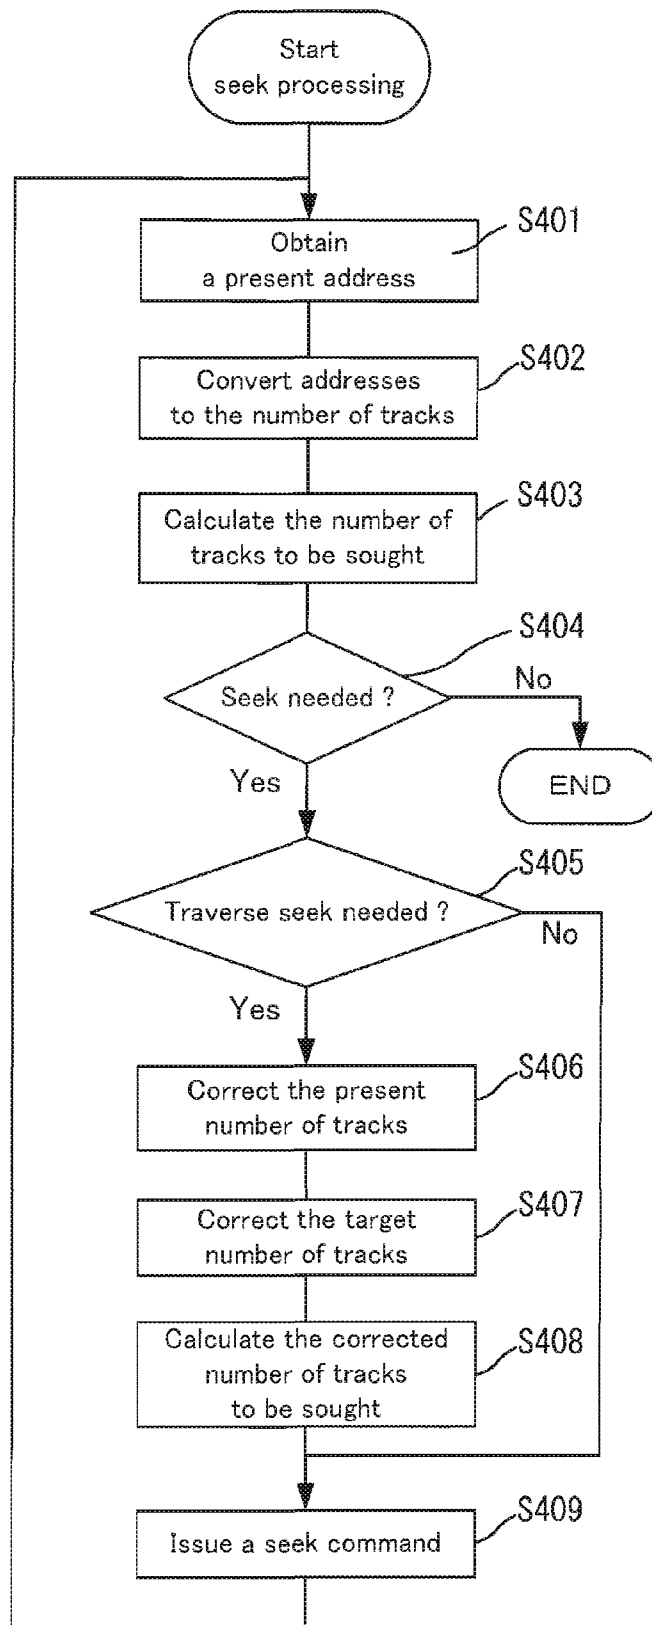 Start
seek processing
S401
Obtain
a present address
S402
Convert addresses
to the number of tracks
S403
Calculate the number of
tracks to be sought
S404
Seek needed ?
No
Yes
END
S405
Traverse seek needed ?
No
Yes
S406
Correct the present
number of tracks
S407
Correct the target
number of tracks
S408
Calculate the corrected
number of tracks
to be sought
S409
Issue a seek command